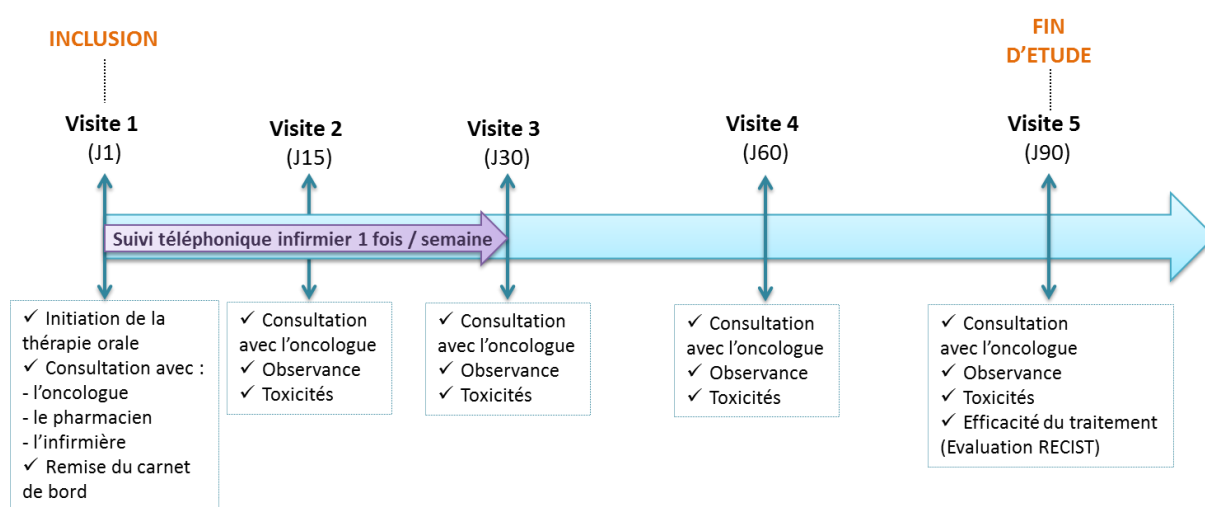 INCLUSION
FIN
D'ETUDE
Visite 1
(J1)
Visite 2
(J15)
Visite 3
(J30)
Visite 4
(J60)
Visite 5
(J90)
Suivi téléphonique infirmier 1 fois / semaine
✓ Initiation de la
thérapie orale
✓ Consultation avec :
- l'oncologue
- le pharmacien
- l'infirmière
✓ Remise du carnet
de bord
✓ Consultation
avec l'oncologue
✓ Observance
✓ Toxicités
✓ Consultation
avec l'oncologue
✓ Observance
✓ Toxicités
✓ Consultation
avec l'oncologue
✓ Observance
✓ Toxicités
✓ Consultation
avec l'oncologue
✓ Observance
✓ Toxicités
✓ Efficacité du traitement
(Evaluation RECIST)